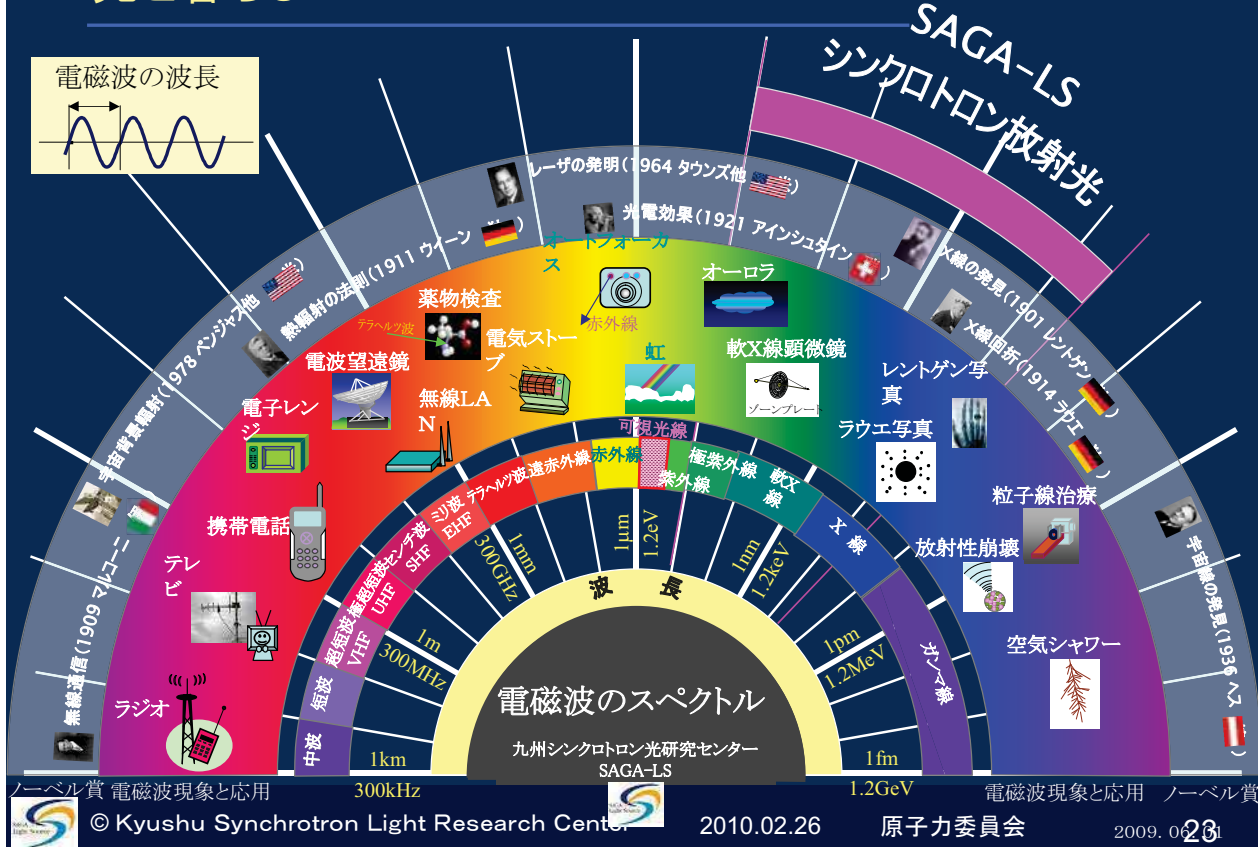 電磁波の波長
SAGA-LS
シンクロトロン放射光
無線通信(1909 マルコーニ
宇宙背景輻射(1978 ペンジャス他
熱輻射の法則(1911 ウイーン
レーザの発明(1964 タウンズ他
光電効果(1921 アインシュタイン
X線の発見(1901 レントゲン
X線回折(1914 ラウエ
宇宙線の発見(1936 ヘス
オートフォーカ
ス
赤外線
オーロラ
薬物検査
テラヘルツ波
電気ストー
ブ
虹
軟X線顕微鏡
ゾーンプレート
電波望遠鏡
無線LA
N
レントゲン写
真
ラウエ写真
電子レン
ジ
携帯電話
粒子線治療
放射性崩壊
テレ
ビ
空気シャワー
ラジオ
中波
短波
超短波
VHF
極超短波
UHF
センチ波
SHF
ミリ波
EHF
テラヘルツ波
遠赤外線
赤外線
可視光線
紫外線
極紫外線
軟X
線
X 線
ガンマ線
1km
300kHz
1m
300MHz
1mm
300GHz
1μm
1.2eV
1nm
1.2keV
1pm
1.2MeV
1fm
1.2GeV
波 長
電磁波のスペクトル
九州シンクロトロン光研究センター
SAGA-LS
ノーベル賞 電磁波現象と応用
電磁波現象と応用 ノーベル賞
© Kyushu Synchrotron Light Research Center
2010.02.26
原子力委員会
23